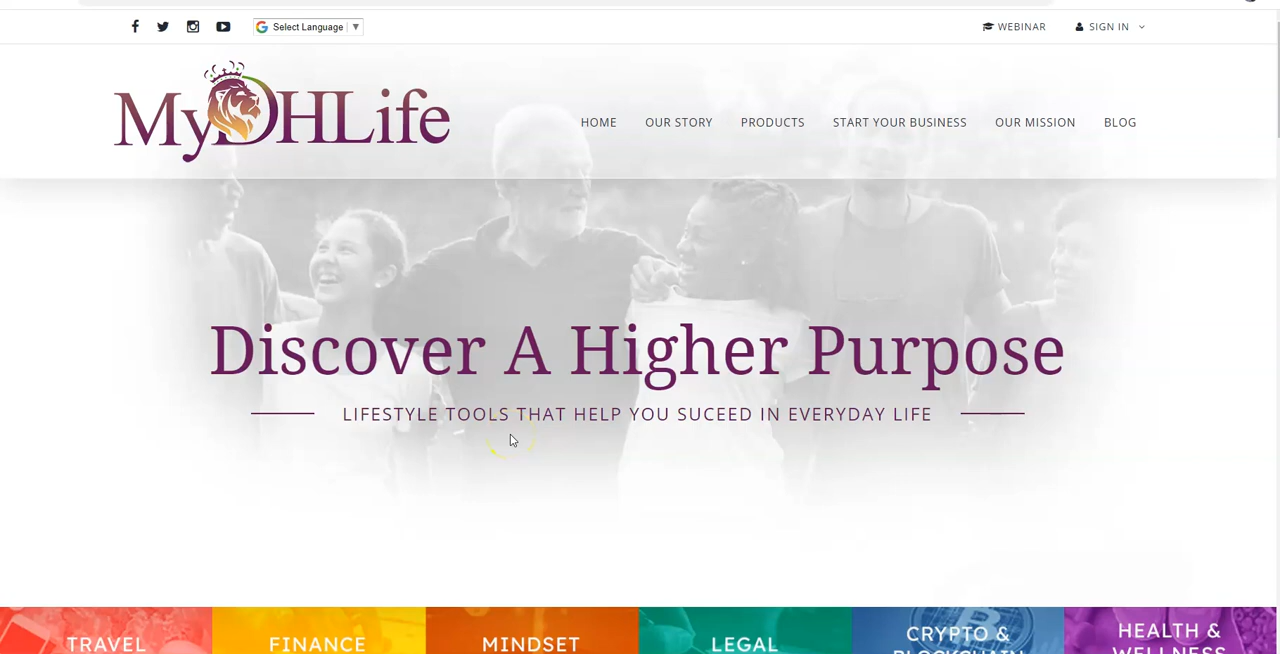 Select Language ▼
WEBINAR
SIGN IN
MyDHLife
HOME
OUR STORY
PRODUCTS
START YOUR BUSINESS
OUR MISSION
BLOG
Discover A Higher Purpose
LIFESTYLE TOOLS THAT HELP YOU SUCEED IN EVERYDAY LIFE
TRAVEL
FINANCE
MINDSET
LEGAL
CRYPTO &
BLOCKCHAIN
HEALTH &
WELLNESS